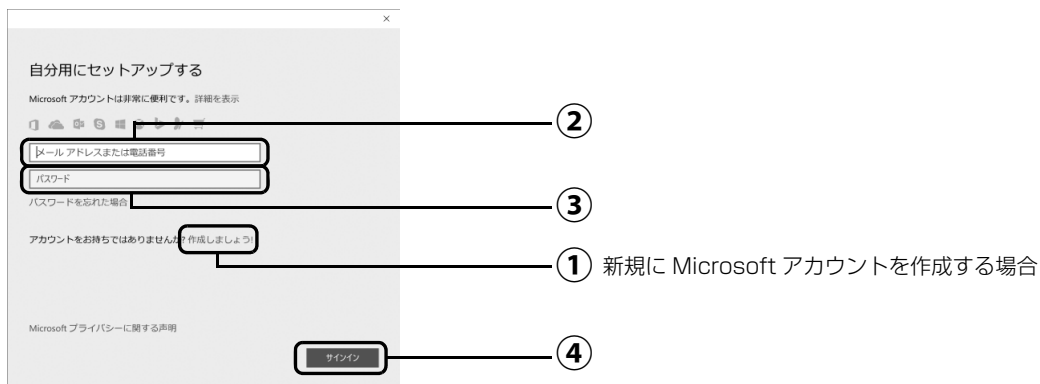 ×
自分用にセットアップする
Microsoft アカウントは非常に便利です。詳細を表示
メール アドレスまたは電話番号
②
パスワード
パスワードを忘れた場合
③
アカウントをお持ちではありませんか? 作成しましょう!
① 新規に Microsoft アカウントを作成する場合
Microsoft プライバシーに関する声明
サインイン
④